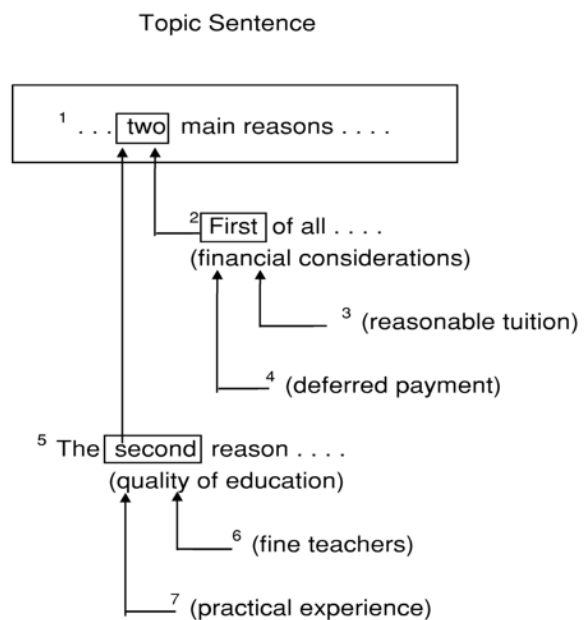 Topic Sentence
1 . . . two main reasons . . . .
2 First of all . . . .
(financial considerations)
3 (reasonable tuition)
4 (deferred payment)
5 The second reason . . . .
(quality of education)
6 (fine teachers)
7 (practical experience)